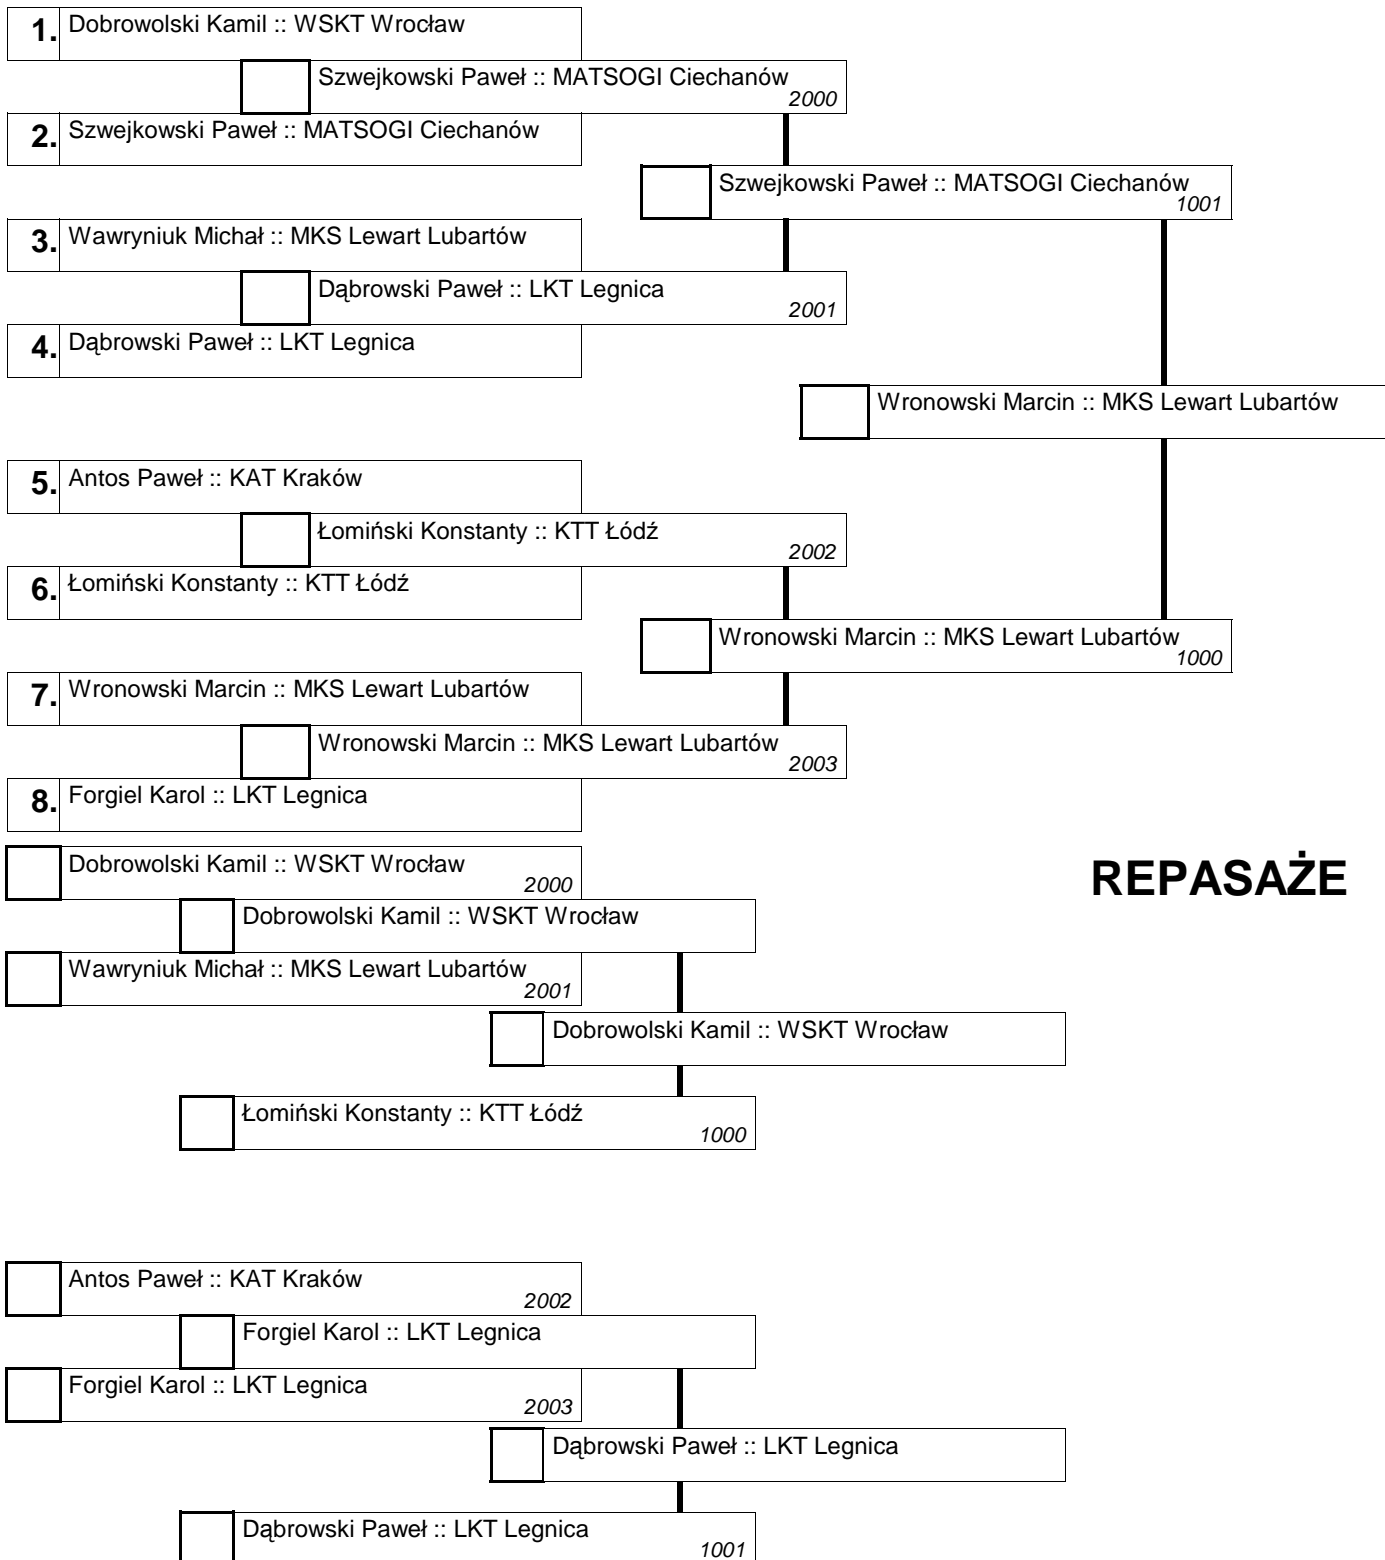 1. Dobrowolski Kamil :: WSKT Wrocław
Szwejkowski Paweł :: MATSOGI Ciechanów
2000
2. Szwejkowski Paweł :: MATSOGI Ciechanów
Szwejkowski Paweł :: MATSOGI Ciechanów
1001
3. Wawryniuk Michał :: MKS Lewart Lubartów
Dąbrowski Paweł :: LKT Legnica
2001
4. Dąbrowski Paweł :: LKT Legnica
Wronowski Marcin :: MKS Lewart Lubartów
5. Antos Paweł :: KAT Kraków
Łomiński Konstanty :: KTT Łódź
2002
6. Łomiński Konstanty :: KTT Łódź
Wronowski Marcin :: MKS Lewart Lubartów
1000
7. Wronowski Marcin :: MKS Lewart Lubartów
Wronowski Marcin :: MKS Lewart Lubartów
2003
8. Forgiel Karol :: LKT Legnica
REPASAŻE
Dobrowolski Kamil :: WSKT Wrocław
2000
Dobrowolski Kamil :: WSKT Wrocław
Wawryniuk Michał :: MKS Lewart Lubartów
2001
Dobrowolski Kamil :: WSKT Wrocław
Łomiński Konstanty :: KTT Łódź
1000
Antos Paweł :: KAT Kraków
2002
Forgiel Karol :: LKT Legnica
Forgiel Karol :: LKT Legnica
2003
Dąbrowski Paweł :: LKT Legnica
Dąbrowski Paweł :: LKT Legnica
1001